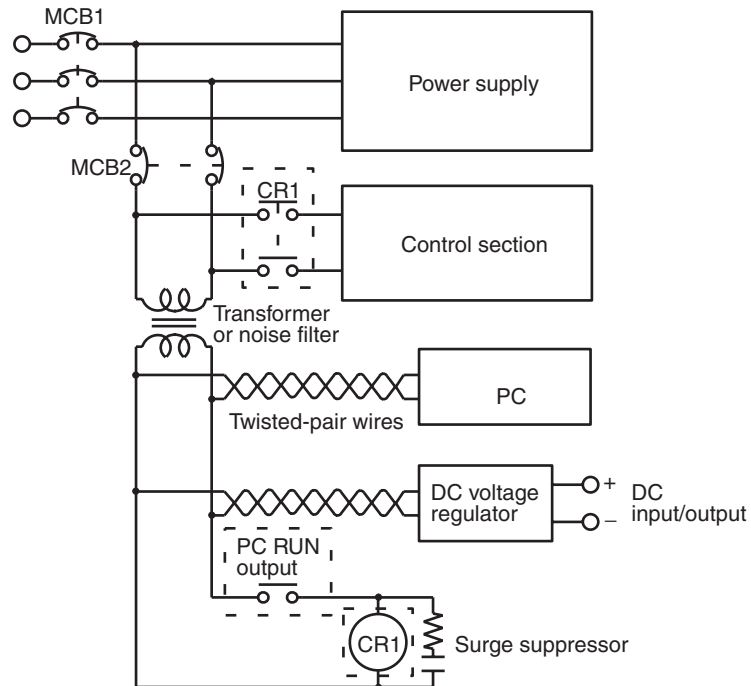 MCB1
Power supply
MCB2
CR1
Control section
Transformer
or noise filter
PC
Twisted-pair wires
DC voltage
regulator
+
−
DC
input/output
PC RUN
output
CR1
Surge suppressor